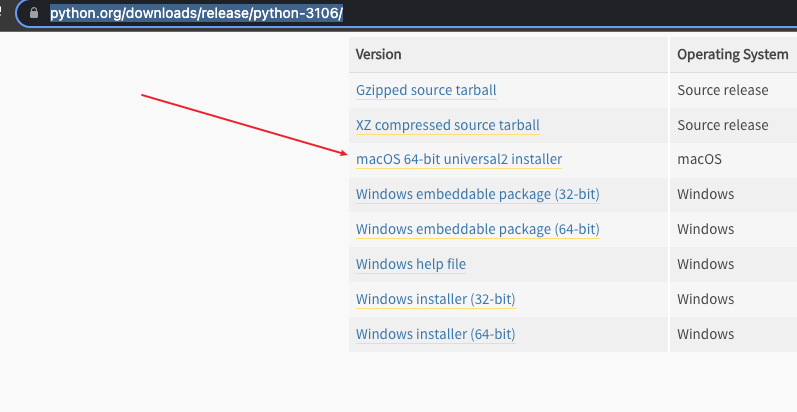 python.org/downloads/release/python-3106/
Version Operating System
Gzipped source tarball Source release
XZ compressed source tarball Source release
macOS 64-bit universal2 installer macOS
Windows embeddable package (32-bit) Windows
Windows embeddable package (64-bit) Windows
Windows help file Windows
Windows installer (32-bit) Windows
Windows installer (64-bit) Windows